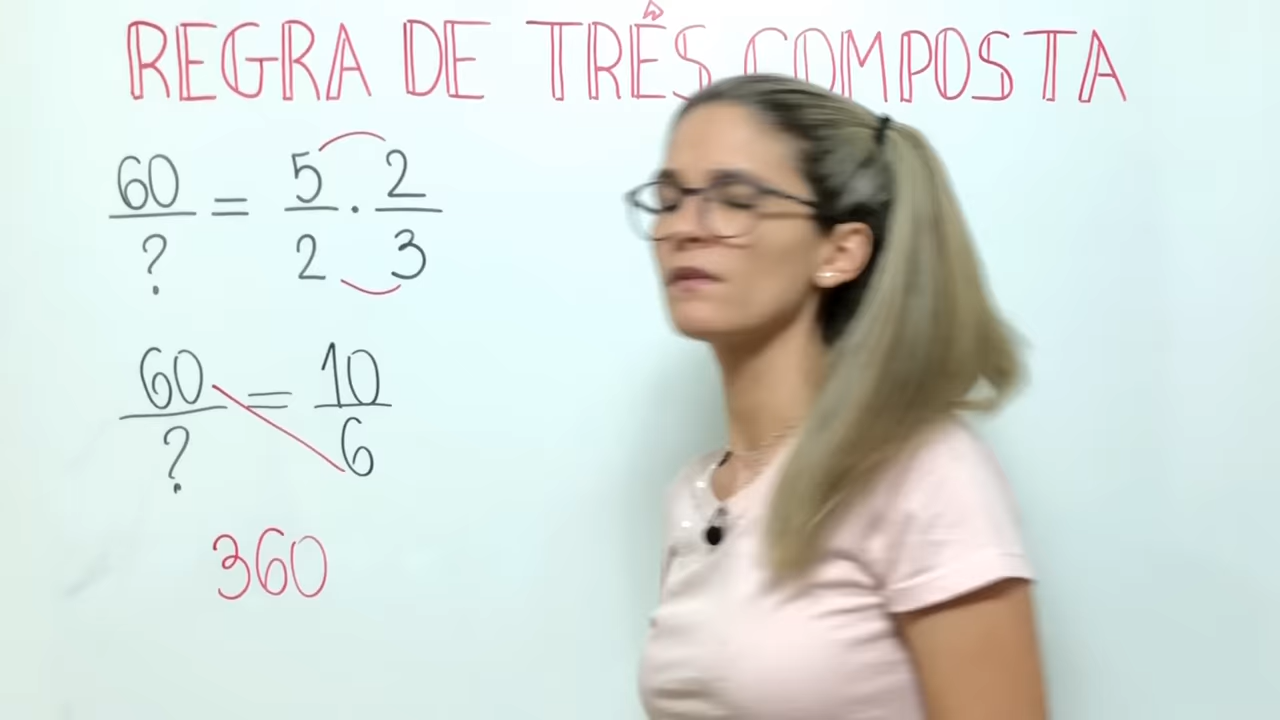 REGRA DE TRÊS COMPOSTA
60/? = 5/2 . 2/3
60/? = 10/6
360